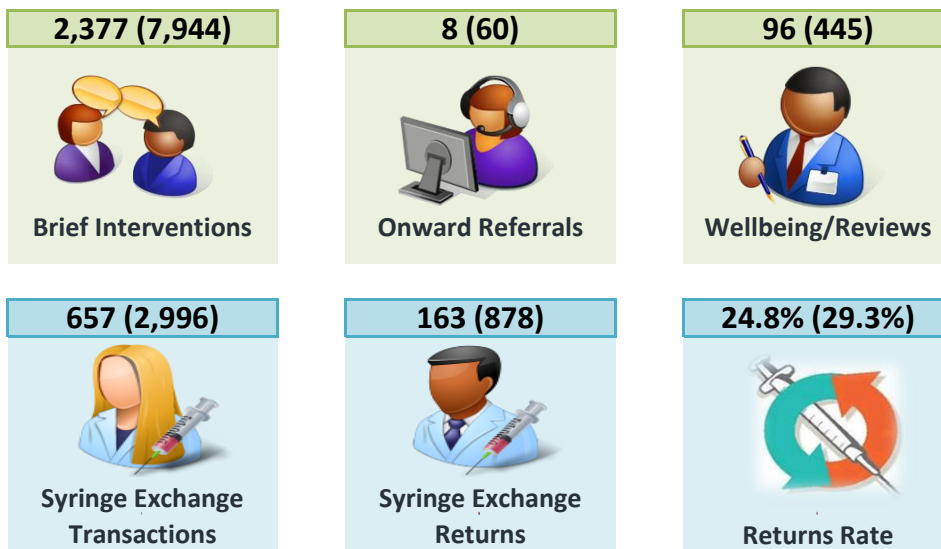 2,377 (7,944)
8 (60)
96 (445)
Brief Interventions
Onward Referrals
Wellbeing/Reviews
657 (2,996)
163 (878)
24.8% (29.3%)
Syringe Exchange
Transactions
Syringe Exchange
Returns
Returns Rate